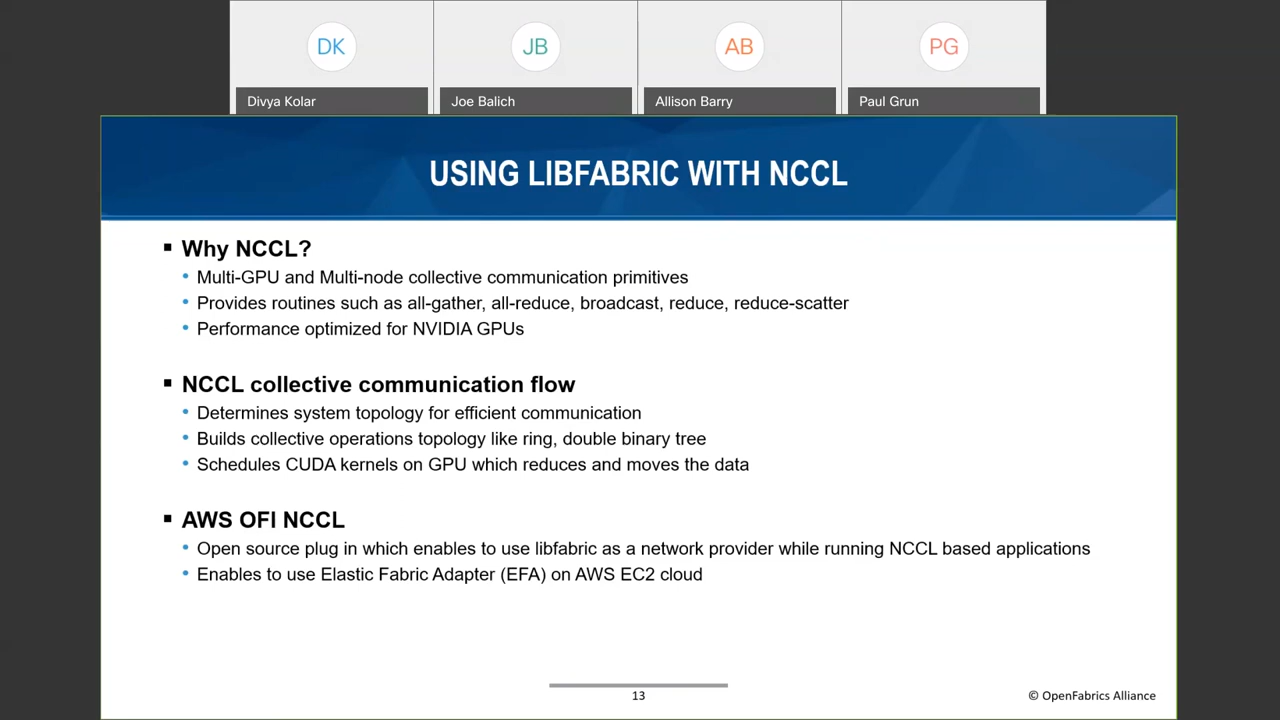 DK
JB
AB
PG
Divya Kolar
Joe Balich
Allison Barry
Paul Grun
USING LIBFABRIC WITH NCCL
Why NCCL?
Multi-GPU and Multi-node collective communication primitives
Provides routines such as all-gather, all-reduce, broadcast, reduce, reduce-scatter
Performance optimized for NVIDIA GPUs
NCCL collective communication flow
Determines system topology for efficient communication
Builds collective operations topology like ring, double binary tree
Schedules CUDA kernels on GPU which reduces and moves the data
AWS OFI NCCL
Open source plug in which enables to use libfabric as a network provider while running NCCL based applications
Enables to use Elastic Fabric Adapter (EFA) on AWS EC2 cloud
13
© OpenFabrics Alliance